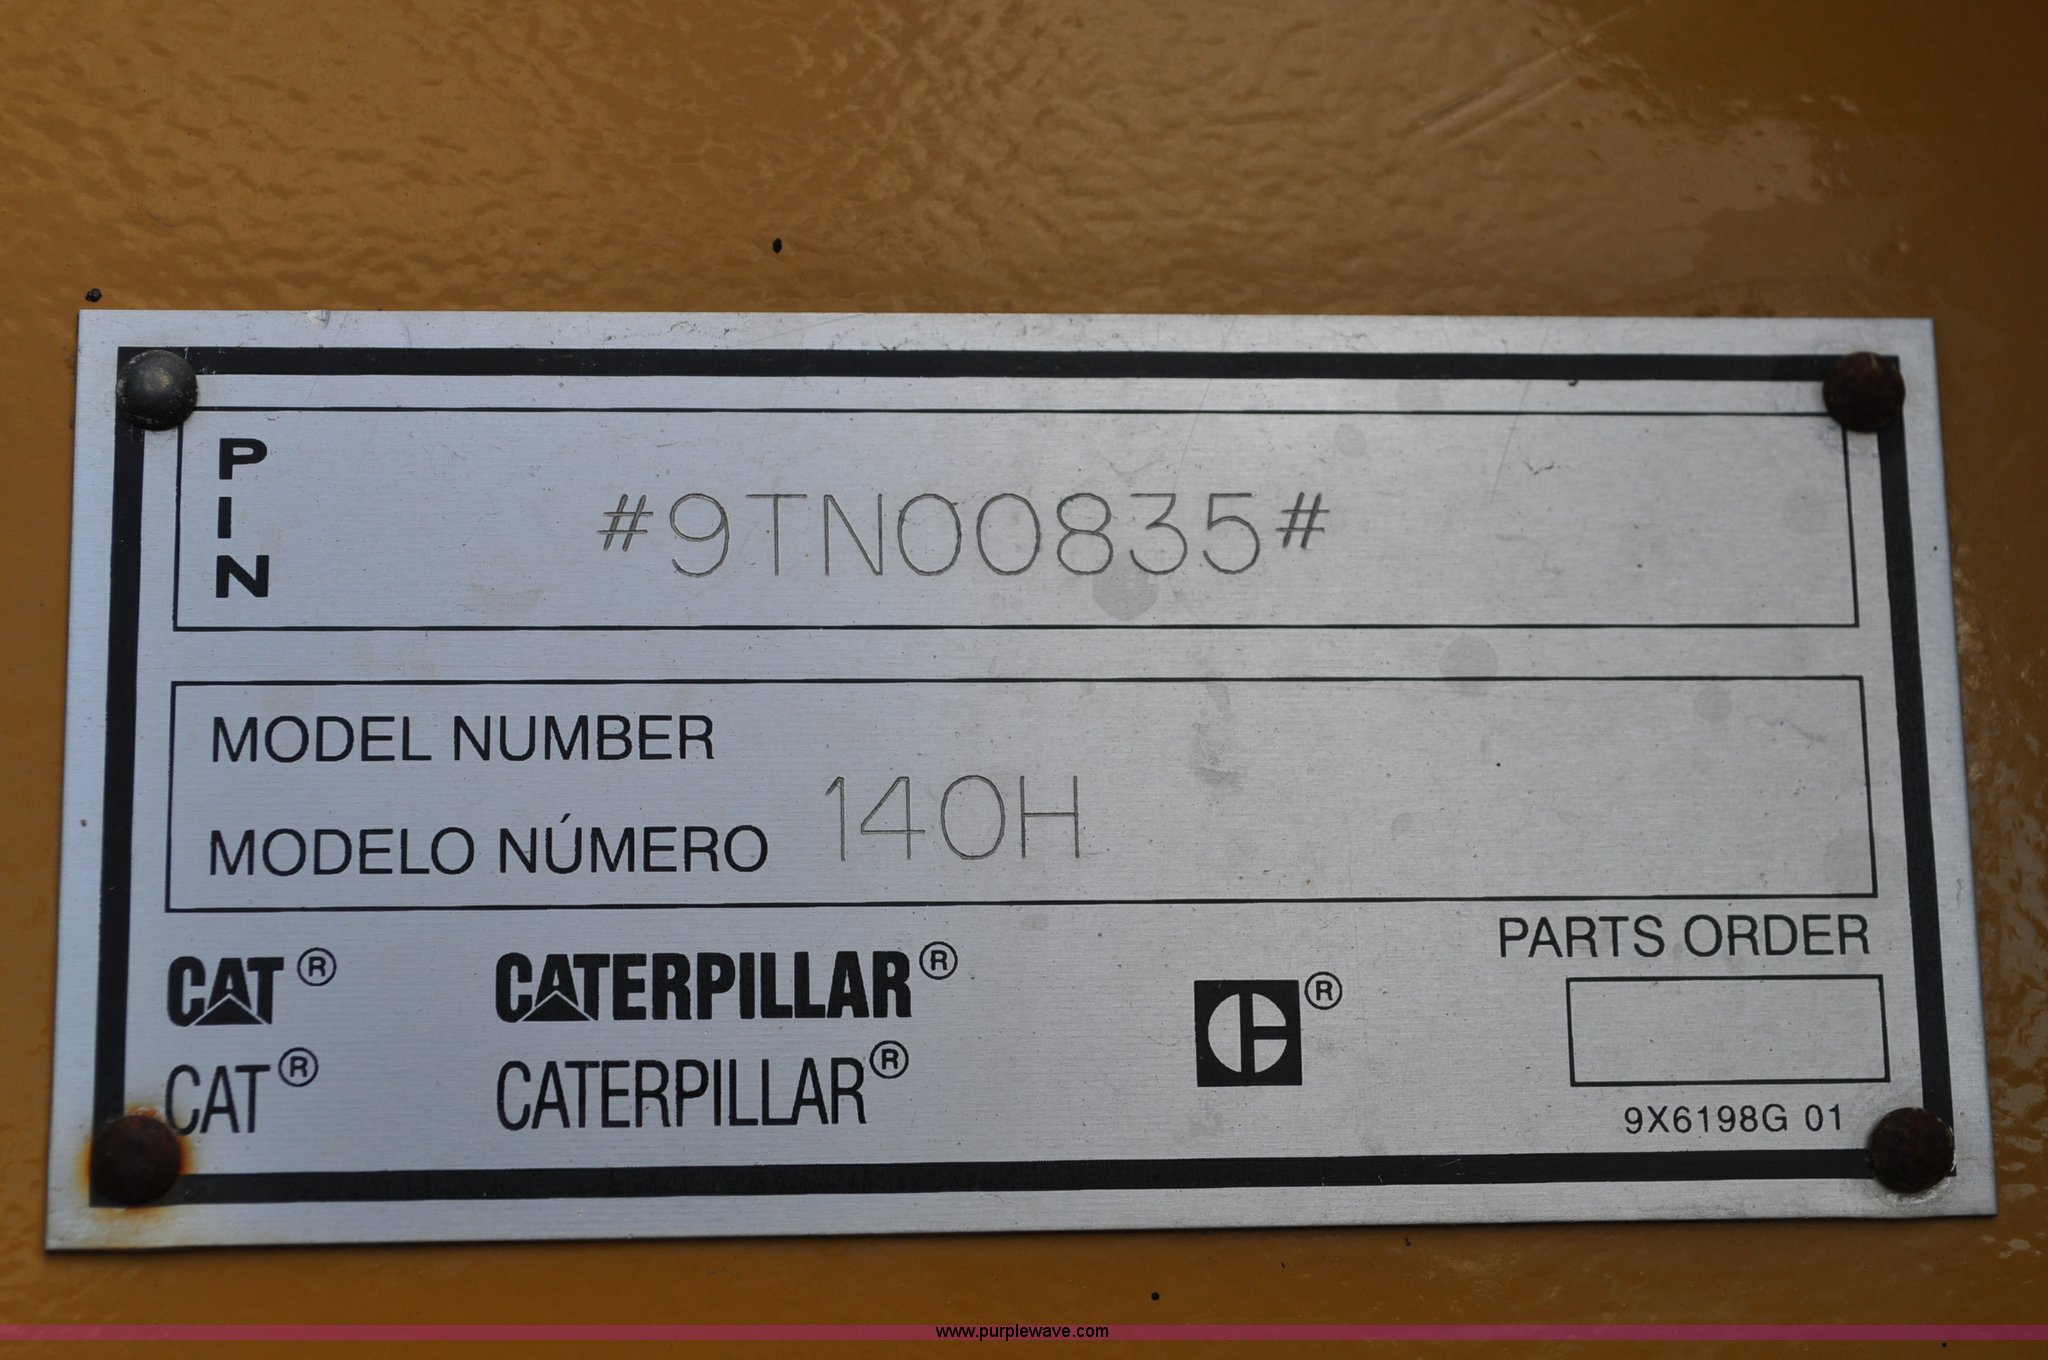 PIN
#9TN00835#
MODEL NUMBER
MODELO NÚMERO
140H
CAT® CATERPILLAR® ®
CAT® CATERPILLAR®
PARTS ORDER
9X6198G 01
www.purplewave.com